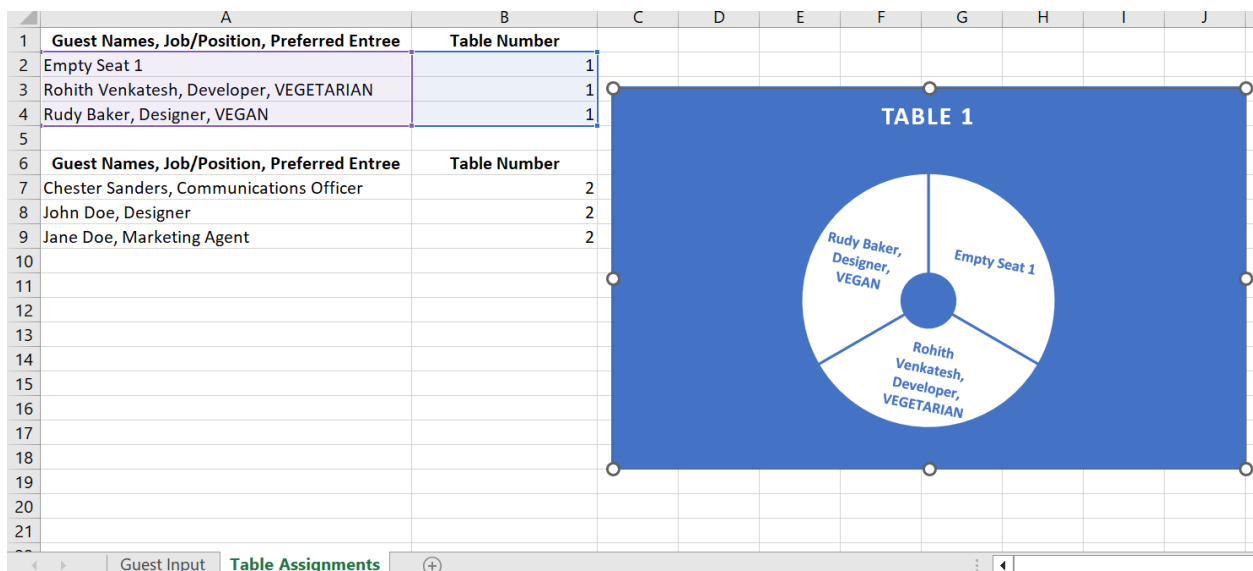 A B C D E F G H I J
1 Guest Names, Job/Position, Preferred Entree Table Number
2 Empty Seat 1 1
3 Rohith Venkatesh, Developer, VEGETARIAN 1
4 Rudy Baker, Designer, VEGAN 1
5
6 Guest Names, Job/Position, Preferred Entree Table Number
7 Chester Sanders, Communications Officer 2
8 John Doe, Designer 2
9 Jane Doe, Marketing Agent 2
10
11
12
13
14
15
16
17
18
19
20
21
TABLE 1
Rudy Baker,
Designer,
VEGAN
Empty Seat 1
Rohith
Venkatesh,
Developer,
VEGETARIAN
Guest Input Table Assignments